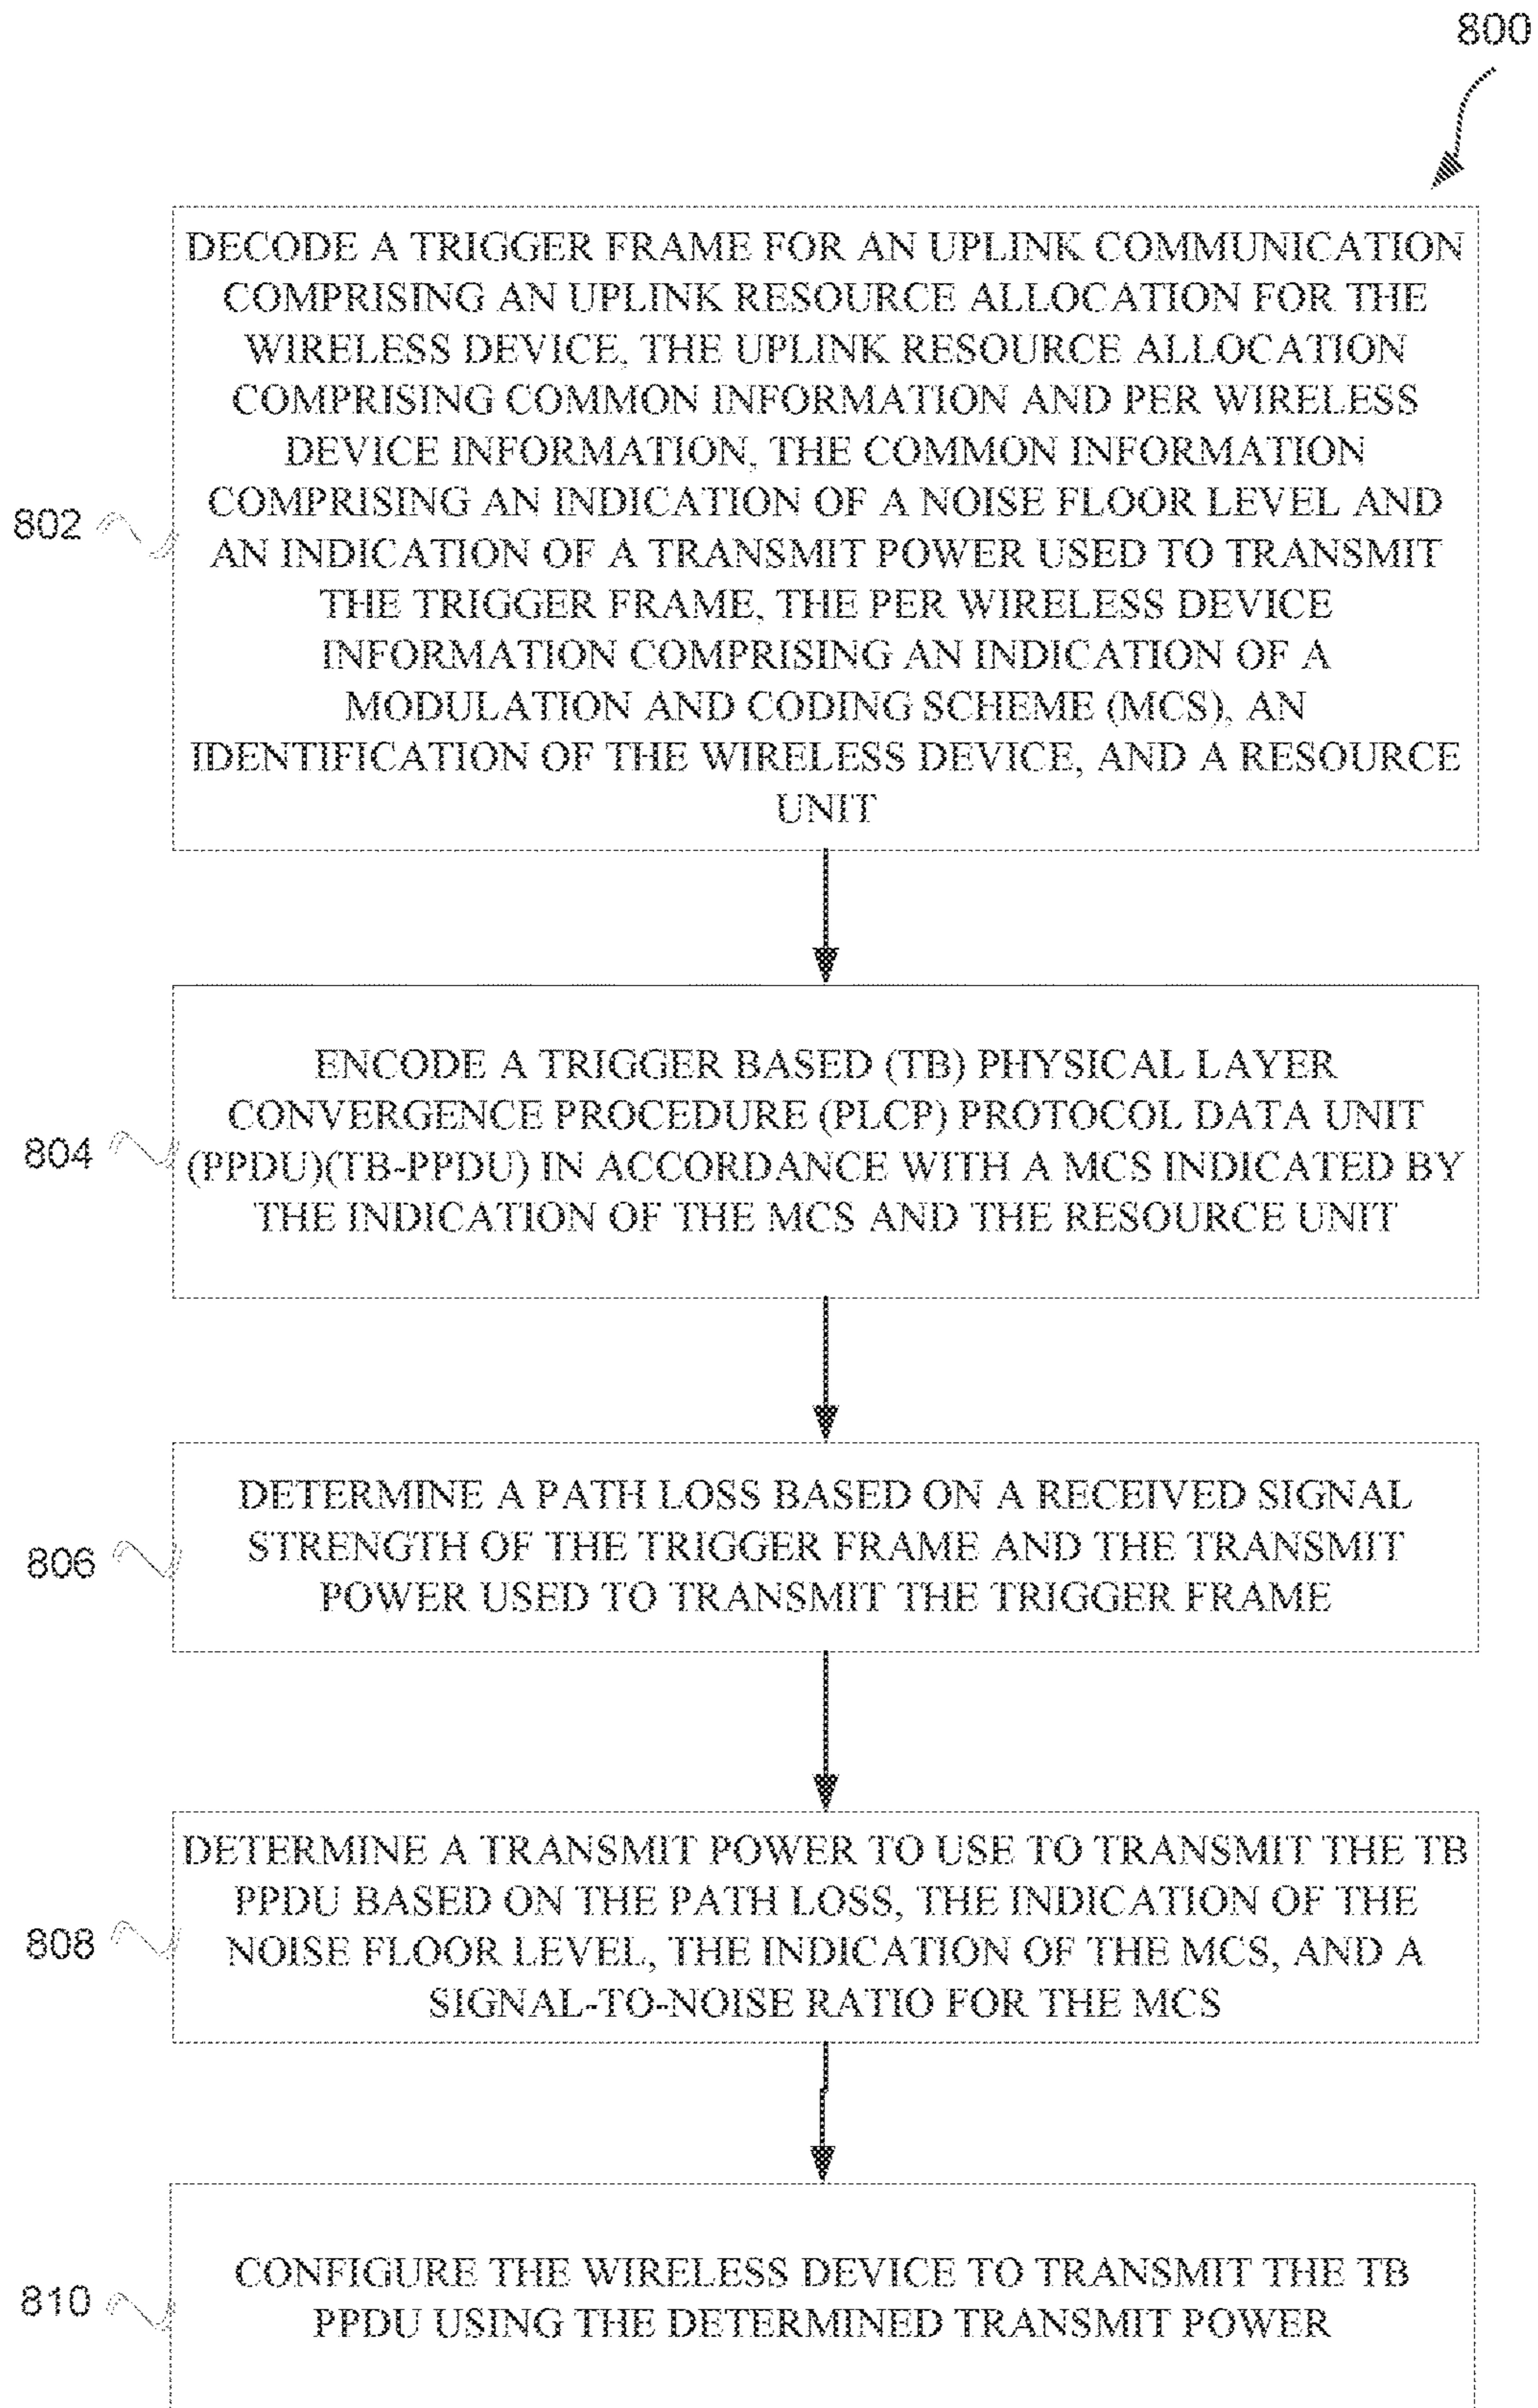 800
DECODE A TRIGGER FRAME FOR AN UPLINK COMMUNICATION
COMPRISING AN UPLINK RESOURCE ALLOCATION FOR THE
WIRELESS DEVICE, THE UPLINK RESOURCE ALLOCATION
COMPRISING COMMON INFORMATION AND PER WIRELESS
DEVICE INFORMATION, THE COMMON INFORMATION
COMPRISING AN INDICATION OF A NOISE FLOOR LEVEL AND
AN INDICATION OF A TRANSMIT POWER USED TO TRANSMIT
THE TRIGGER FRAME, THE PER WIRELESS DEVICE
INFORMATION COMPRISING AN INDICATION OF A
MODULATION AND CODING SCHEME (MCS), AN
IDENTIFICATION OF THE WIRELESS DEVICE, AND A RESOURCE
UNIT
802
ENCODE A TRIGGER BASED (TB) PHYSICAL LAYER
CONVERGENCE PROCEDURE (PLCP) PROTOCOL DATA UNIT
(PPDU)(TB-PPDU) IN ACCORDANCE WITH A MCS INDICATED BY
THE INDICATION OF THE MCS AND THE RESOURCE UNIT
804
DETERMINE A PATH LOSS BASED ON A RECEIVED SIGNAL
STRENGTH OF THE TRIGGER FRAME AND THE TRANSMIT
POWER USED TO TRANSMIT THE TRIGGER FRAME
806
DETERMINE A TRANSMIT POWER TO USE TO TRANSMIT THE TB
PPDU BASED ON THE PATH LOSS, THE INDICATION OF THE
NOISE FLOOR LEVEL, THE INDICATION OF THE MCS, AND A
SIGNAL-TO-NOISE RATIO FOR THE MCS
808
CONFIGURE THE WIRELESS DEVICE TO TRANSMIT THE TB
PPDU USING THE DETERMINED TRANSMIT POWER
810